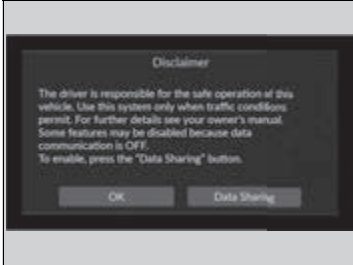 Disclaimer
The driver is responsible for the safe operation of this
vehicle. Use this system only when traffic conditions
permit. For further details see your owner's manual.
Some features may be disabled because data
communication is OFF.
To enable, press the "Data Sharing" button.
OK
Data Sharing